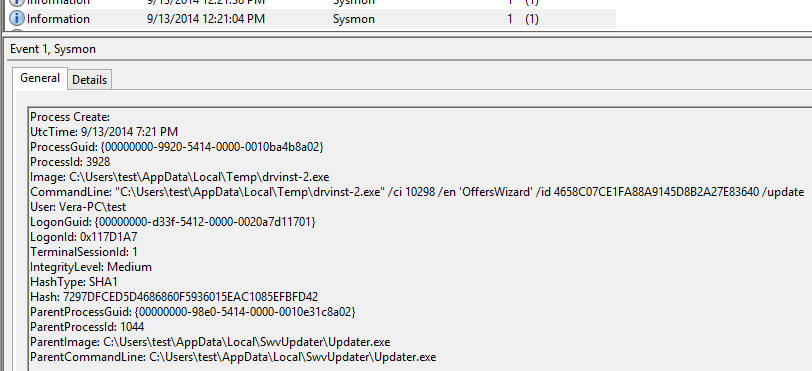 Information 9/13/2014 12:21:38 PM Sysmon 1 (1)
Information 9/13/2014 12:21:04 PM Sysmon 1 (1)
Event 1, Sysmon
General Details
Process Create:
UtcTime: 9/13/2014 7:21 PM
ProcessGuid: {00000000-9920-5414-0000-0010ba4b8a02}
ProcessId: 3928
Image: C:\Users\test\AppData\Local\Temp\drvinst-2.exe
CommandLine: "C:\Users\test\AppData\Local\Temp\drvinst-2.exe" /ci 10298 /en 'OffersWizard' /id 4658C07CE1FA88A9145D8B2A27E83640 /update
User: Vera-PC\test
LogonGuid: {00000000-d33f-5412-0000-0020a7d11701}
LogonId: 0x117D1A7
TerminalSessionId: 1
IntegrityLevel: Medium
HashType: SHA1
Hash: 7297DFCED5D4686860F5936015EAC1085EFBFD42
ParentProcessGuid: {00000000-98e0-5414-0000-0010e31c8a02}
ParentProcessId: 1044
ParentImage: C:\Users\test\AppData\Local\SwvUpdater\Updater.exe
ParentCommandLine: C:\Users\test\AppData\Local\SwvUpdater\Updater.exe